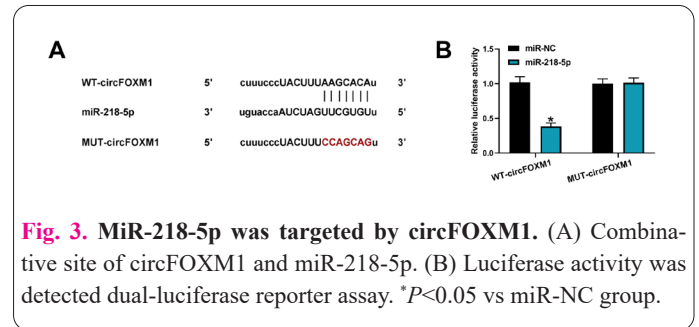 A
WT-circFOXM1 5' cuuucccUACUUUAAGCACAu 3'
miR-218-5p 3' uguaccaAUCUAGUUCGUGUu 5'
MUT-circFOXM1 5' cuuucccUACUUUCCAGCAGu 3'
B
miR-NC
miR-218-5p
Relative luciferase activity
1.5
1.0
0.5
0.0
*
WT-circFOXM1
MUT-circFOXM1
Fig. 3. MiR-218-5p was targeted by circFOXM1. (A) Combina-
tive site of circFOXM1 and miR-218-5p. (B) Luciferase activity was
detected dual-luciferase reporter assay. *P<0.05 vs miR-NC group.